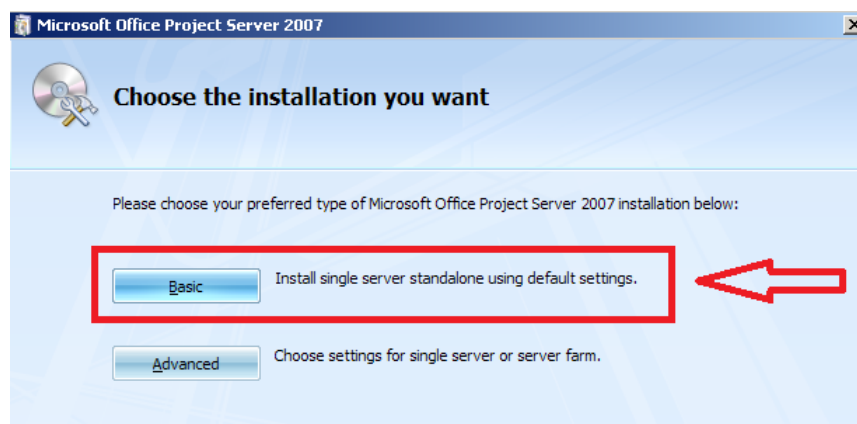 Microsoft Office Project Server 2007
Choose the installation you want
Please choose your preferred type of Microsoft Office Project Server 2007 installation below:
Basic Install single server standalone using default settings.
Advanced Choose settings for single server or server farm.